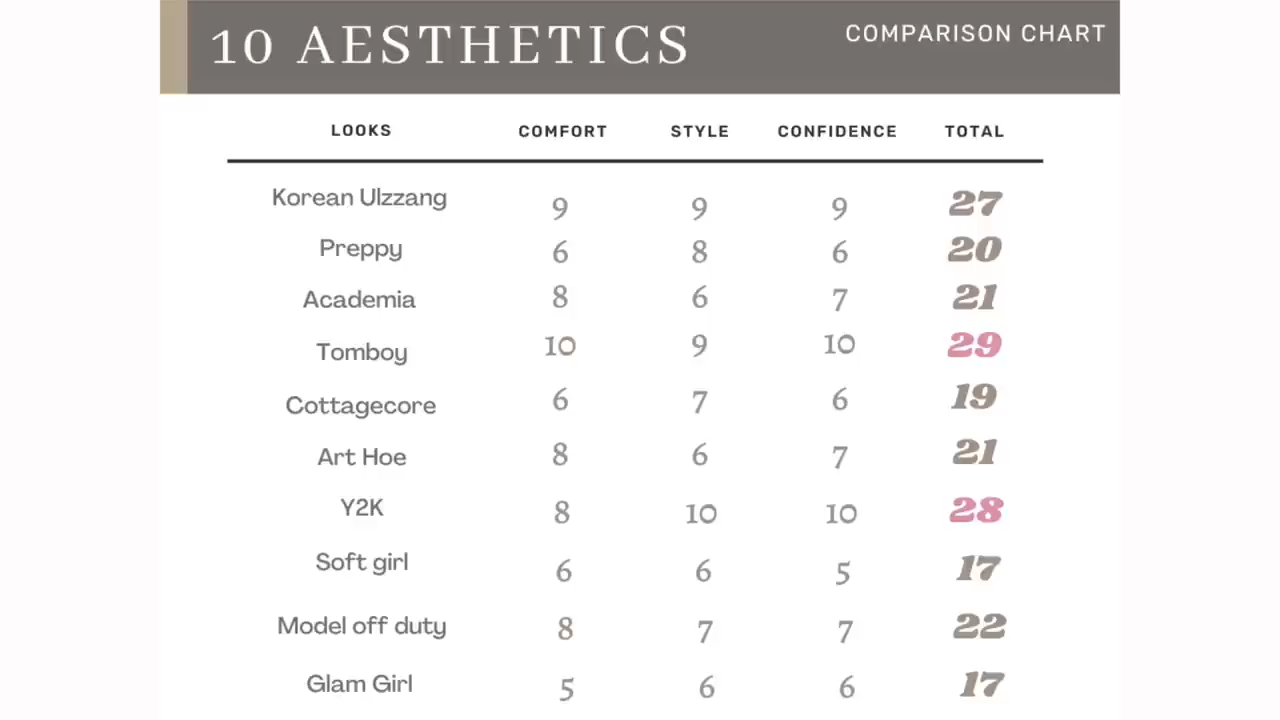 10 AESTHETICS COMPARISON CHART
LOOKS COMFORT STYLE CONFIDENCE TOTAL
Korean Ulzzang 9 9 9 27
Preppy 6 8 6 20
Academia 8 6 7 21
Tomboy 10 9 10 29
Cottagecore 6 7 6 19
Art Hoe 8 6 7 21
Y2K 8 10 10 28
Soft girl 6 6 5 17
Model off duty 8 7 7 22
Glam Girl 5 6 6 17